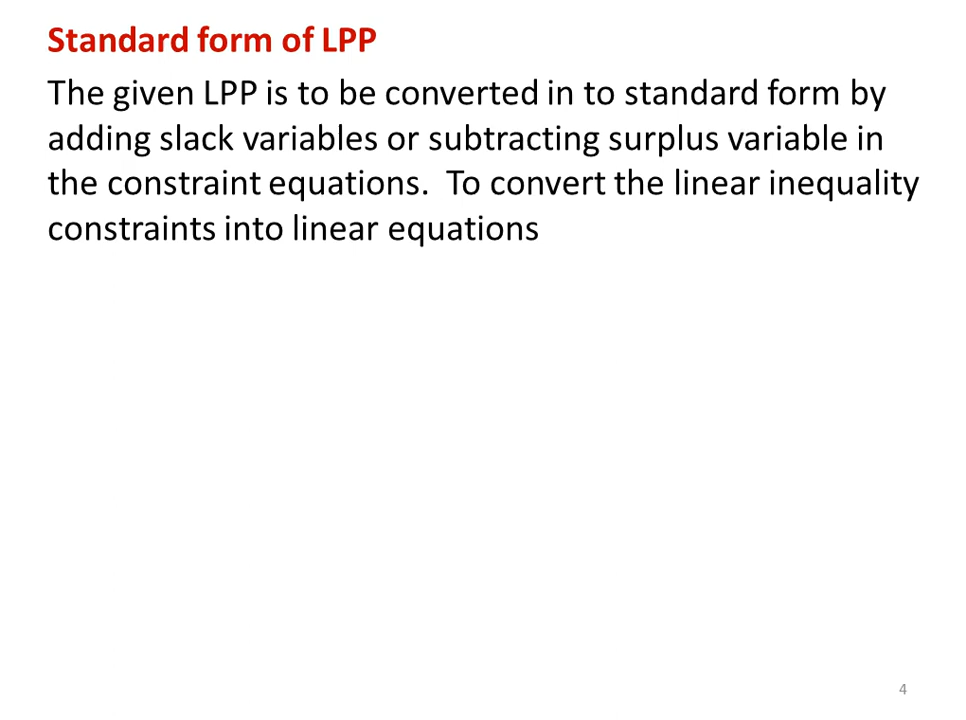 Standard form of LPP
The given LPP is to be converted in to standard form by
adding slack variables or subtracting surplus variable in
the constraint equations.  To convert the linear inequality
constraints into linear equations
4